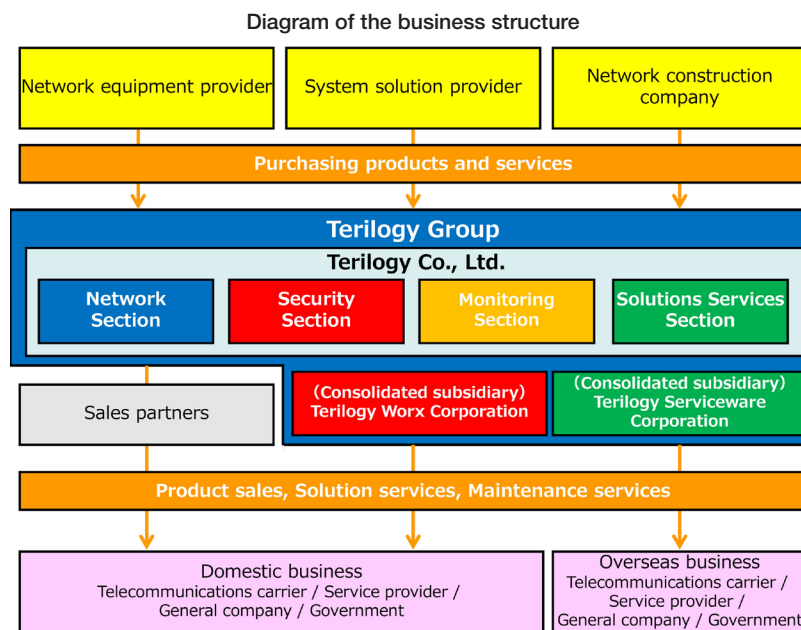 Diagram of the business structure
Network equipment provider
System solution provider
Network construction
company
Purchasing products and services
Terilogy Group
Terilogy Co., Ltd.
Network
Section
Security
Section
Monitoring
Section
Solutions Services
Section
Sales partners
(Consolidated subsidiary)
Terilogy Worx Corporation
(Consolidated subsidiary)
Terilogy Serviceware
Corporation
Product sales, Solution services, Maintenance services
Domestic business
Telecommunications carrier / Service provider /
General company / Government
Overseas business
Telecommunications carrier /
Service provider /
General company / Government